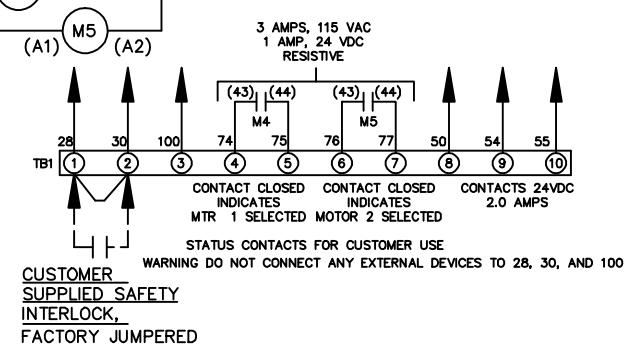 M5
(A1) (A2)
3 AMPS, 115 VAC
1 AMP, 24 VDC
RESISTIVE
(43) (44) (43) (44)
M4 M5
28 30 100 74 75 76 77 50 54 55
TB1 1 2 3 4 5 6 7 8 9 10
CONTACT CLOSED CONTACT CLOSED CONTACTS 24VDC
INDICATES INDICATES 2.0 AMPS
MTR 1 SELECTED MOTOR 2 SELECTED
STATUS CONTACTS FOR CUSTOMER USE
WARNING DO NOT CONNECT ANY EXTERNAL DEVICES TO 28, 30, AND 100
CUSTOMER
SUPPLIED SAFETY
INTERLOCK,
FACTORY JUMPERED